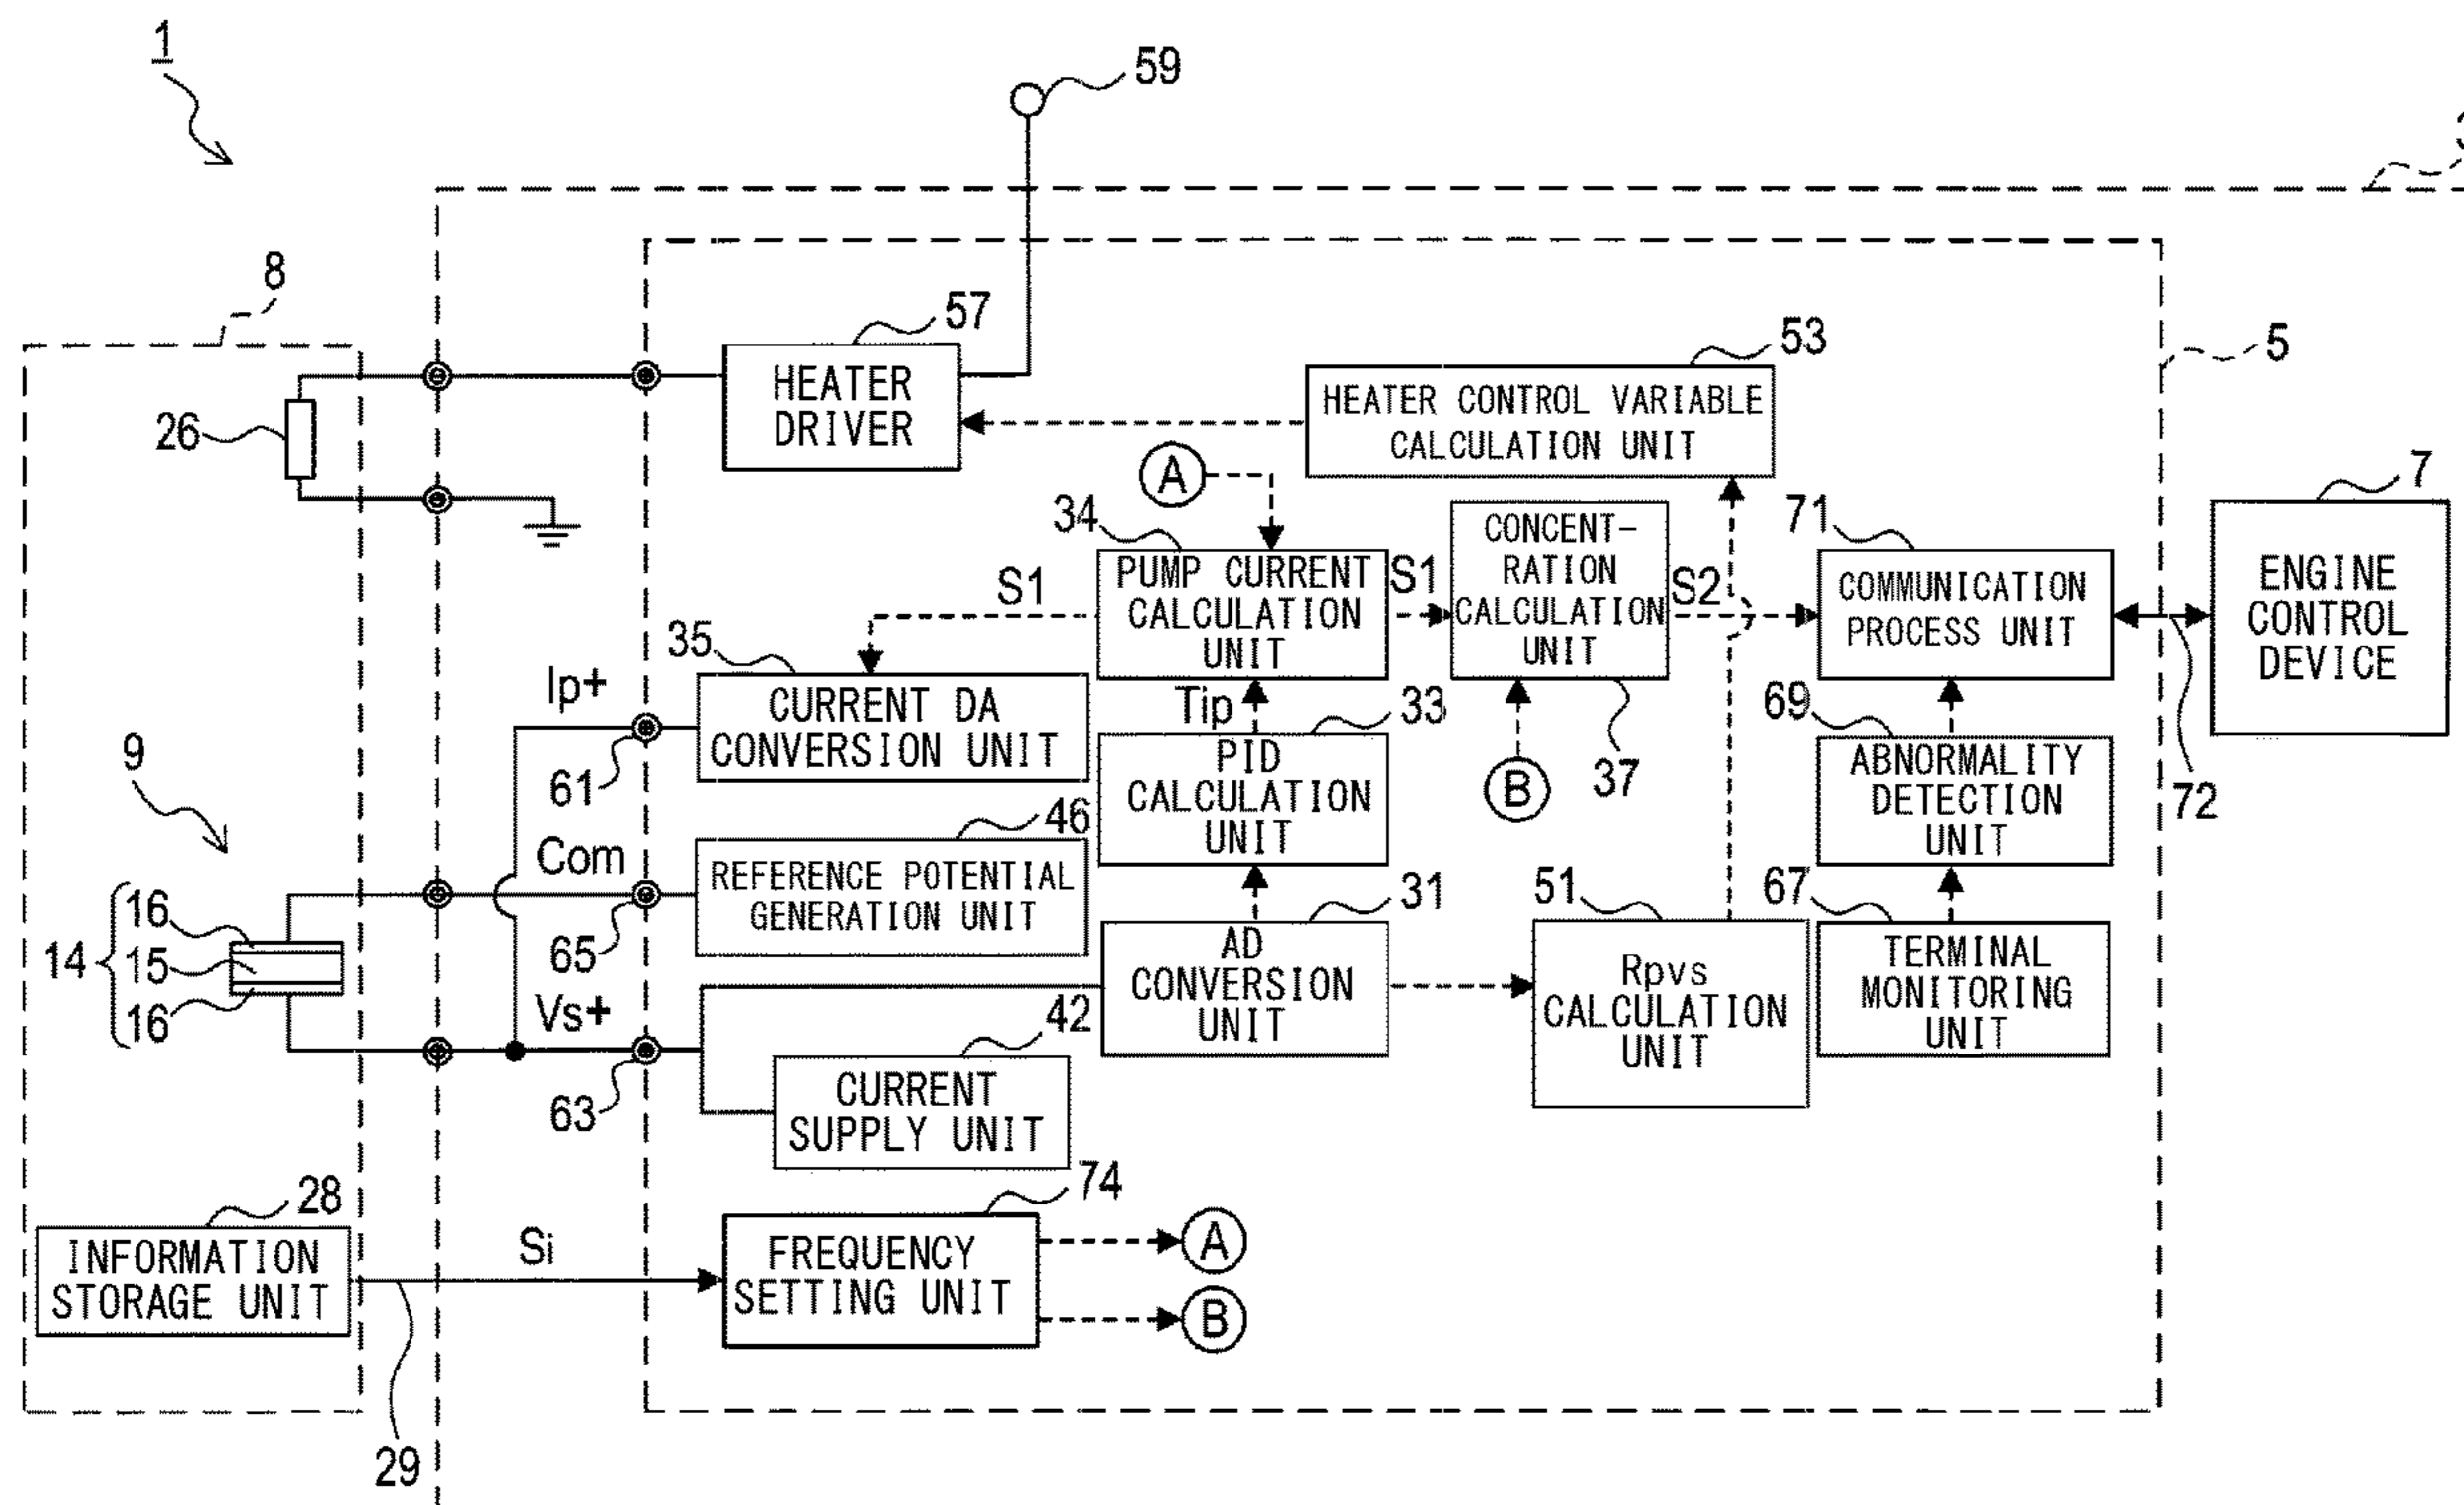 1
59
3
8
57
53
5
HEATER
DRIVER
HEATER CONTROL VARIABLE
CALCULATION UNIT
26
A
7
34
71
CONCENT-
RATION
CALCULATION
UNIT
PUMP CURRENT
CALCULATION
UNIT
S1
S1
S2
COMMUNICATION
PROCESS UNIT
ENGINE
CONTROL
DEVICE
35
Ip+
CURRENT DA
CONVERSION UNIT
Tip
33
69
61
PID
CALCULATION
UNIT
B
37
ABNORMALITY
DETECTION
UNIT
72
9
46
Com
REFERENCE POTENTIAL
GENERATION UNIT
65
31
51
67
14
16
15
16
AD
CONVERSION
UNIT
Rpvs
CALCULATION
UNIT
TERMINAL
MONITORING
UNIT
Vs+
42
63
CURRENT
SUPPLY UNIT
28
74
INFORMATION
STORAGE UNIT
Si
FREQUENCY
SETTING UNIT
A
B
29